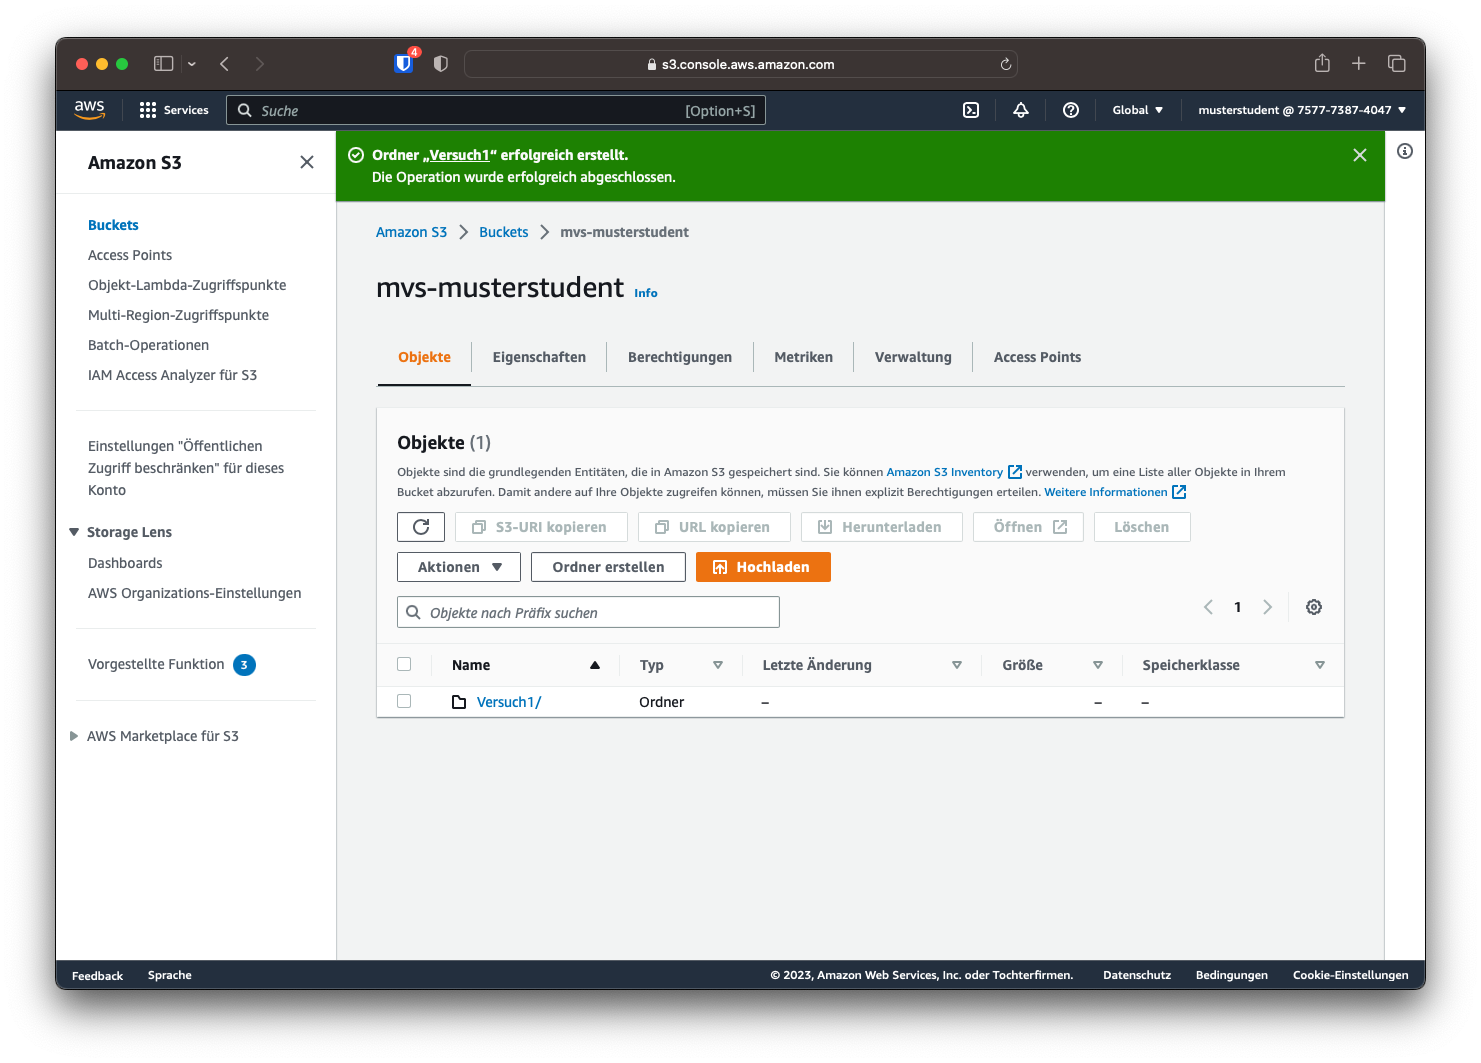 4
s3.console.aws.amazon.com
aws
Services
Suche
[Option+S]
Global
musterstudent @ 7577-7387-4047
Amazon S3
Buckets
Access Points
Objekt-Lambda-Zugriffspunkte
Multi-Region-Zugriffspunkte
Batch-Operationen
IAM Access Analyzer für S3
Einstellungen "Öffentlichen
Zugriff beschränken" für dieses
Konto
Storage Lens
Dashboards
AWS Organizations-Einstellungen
Vorgestellte Funktion 3
AWS Marketplace für S3
Ordner „Versuch1“ erfolgreich erstellt.
Die Operation wurde erfolgreich abgeschlossen.
Amazon S3 > Buckets > mvs-musterstudent
mvs-musterstudent Info
Objekte
Eigenschaften
Berechtigungen
Metriken
Verwaltung
Access Points
Objekte (1)
Objekte sind die grundlegenden Entitäten, die in Amazon S3 gespeichert sind. Sie können Amazon S3 Inventory verwenden, um eine Liste aller Objekte in Ihrem
Bucket abzurufen. Damit andere auf Ihre Objekte zugreifen können, müssen Sie ihnen explizit Berechtigungen erteilen. Weitere Informationen
S3-URI kopieren
URL kopieren
Herunterladen
Öffnen
Löschen
Aktionen
Ordner erstellen
Hochladen
Objekte nach Präfix suchen
1
Name
Typ
Letzte Änderung
Größe
Speicherklasse
Versuch1/
Ordner
–
–
–
Feedback
Sprache
© 2023, Amazon Web Services, Inc. oder Tochterfirmen.
Datenschutz
Bedingungen
Cookie-Einstellungen